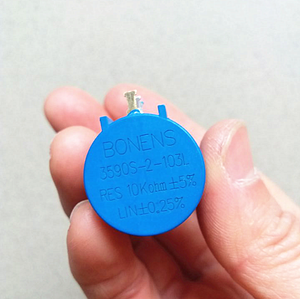 BONENS
3590S-2-103L
RES 10Kohm±5%
LIN±0.25%